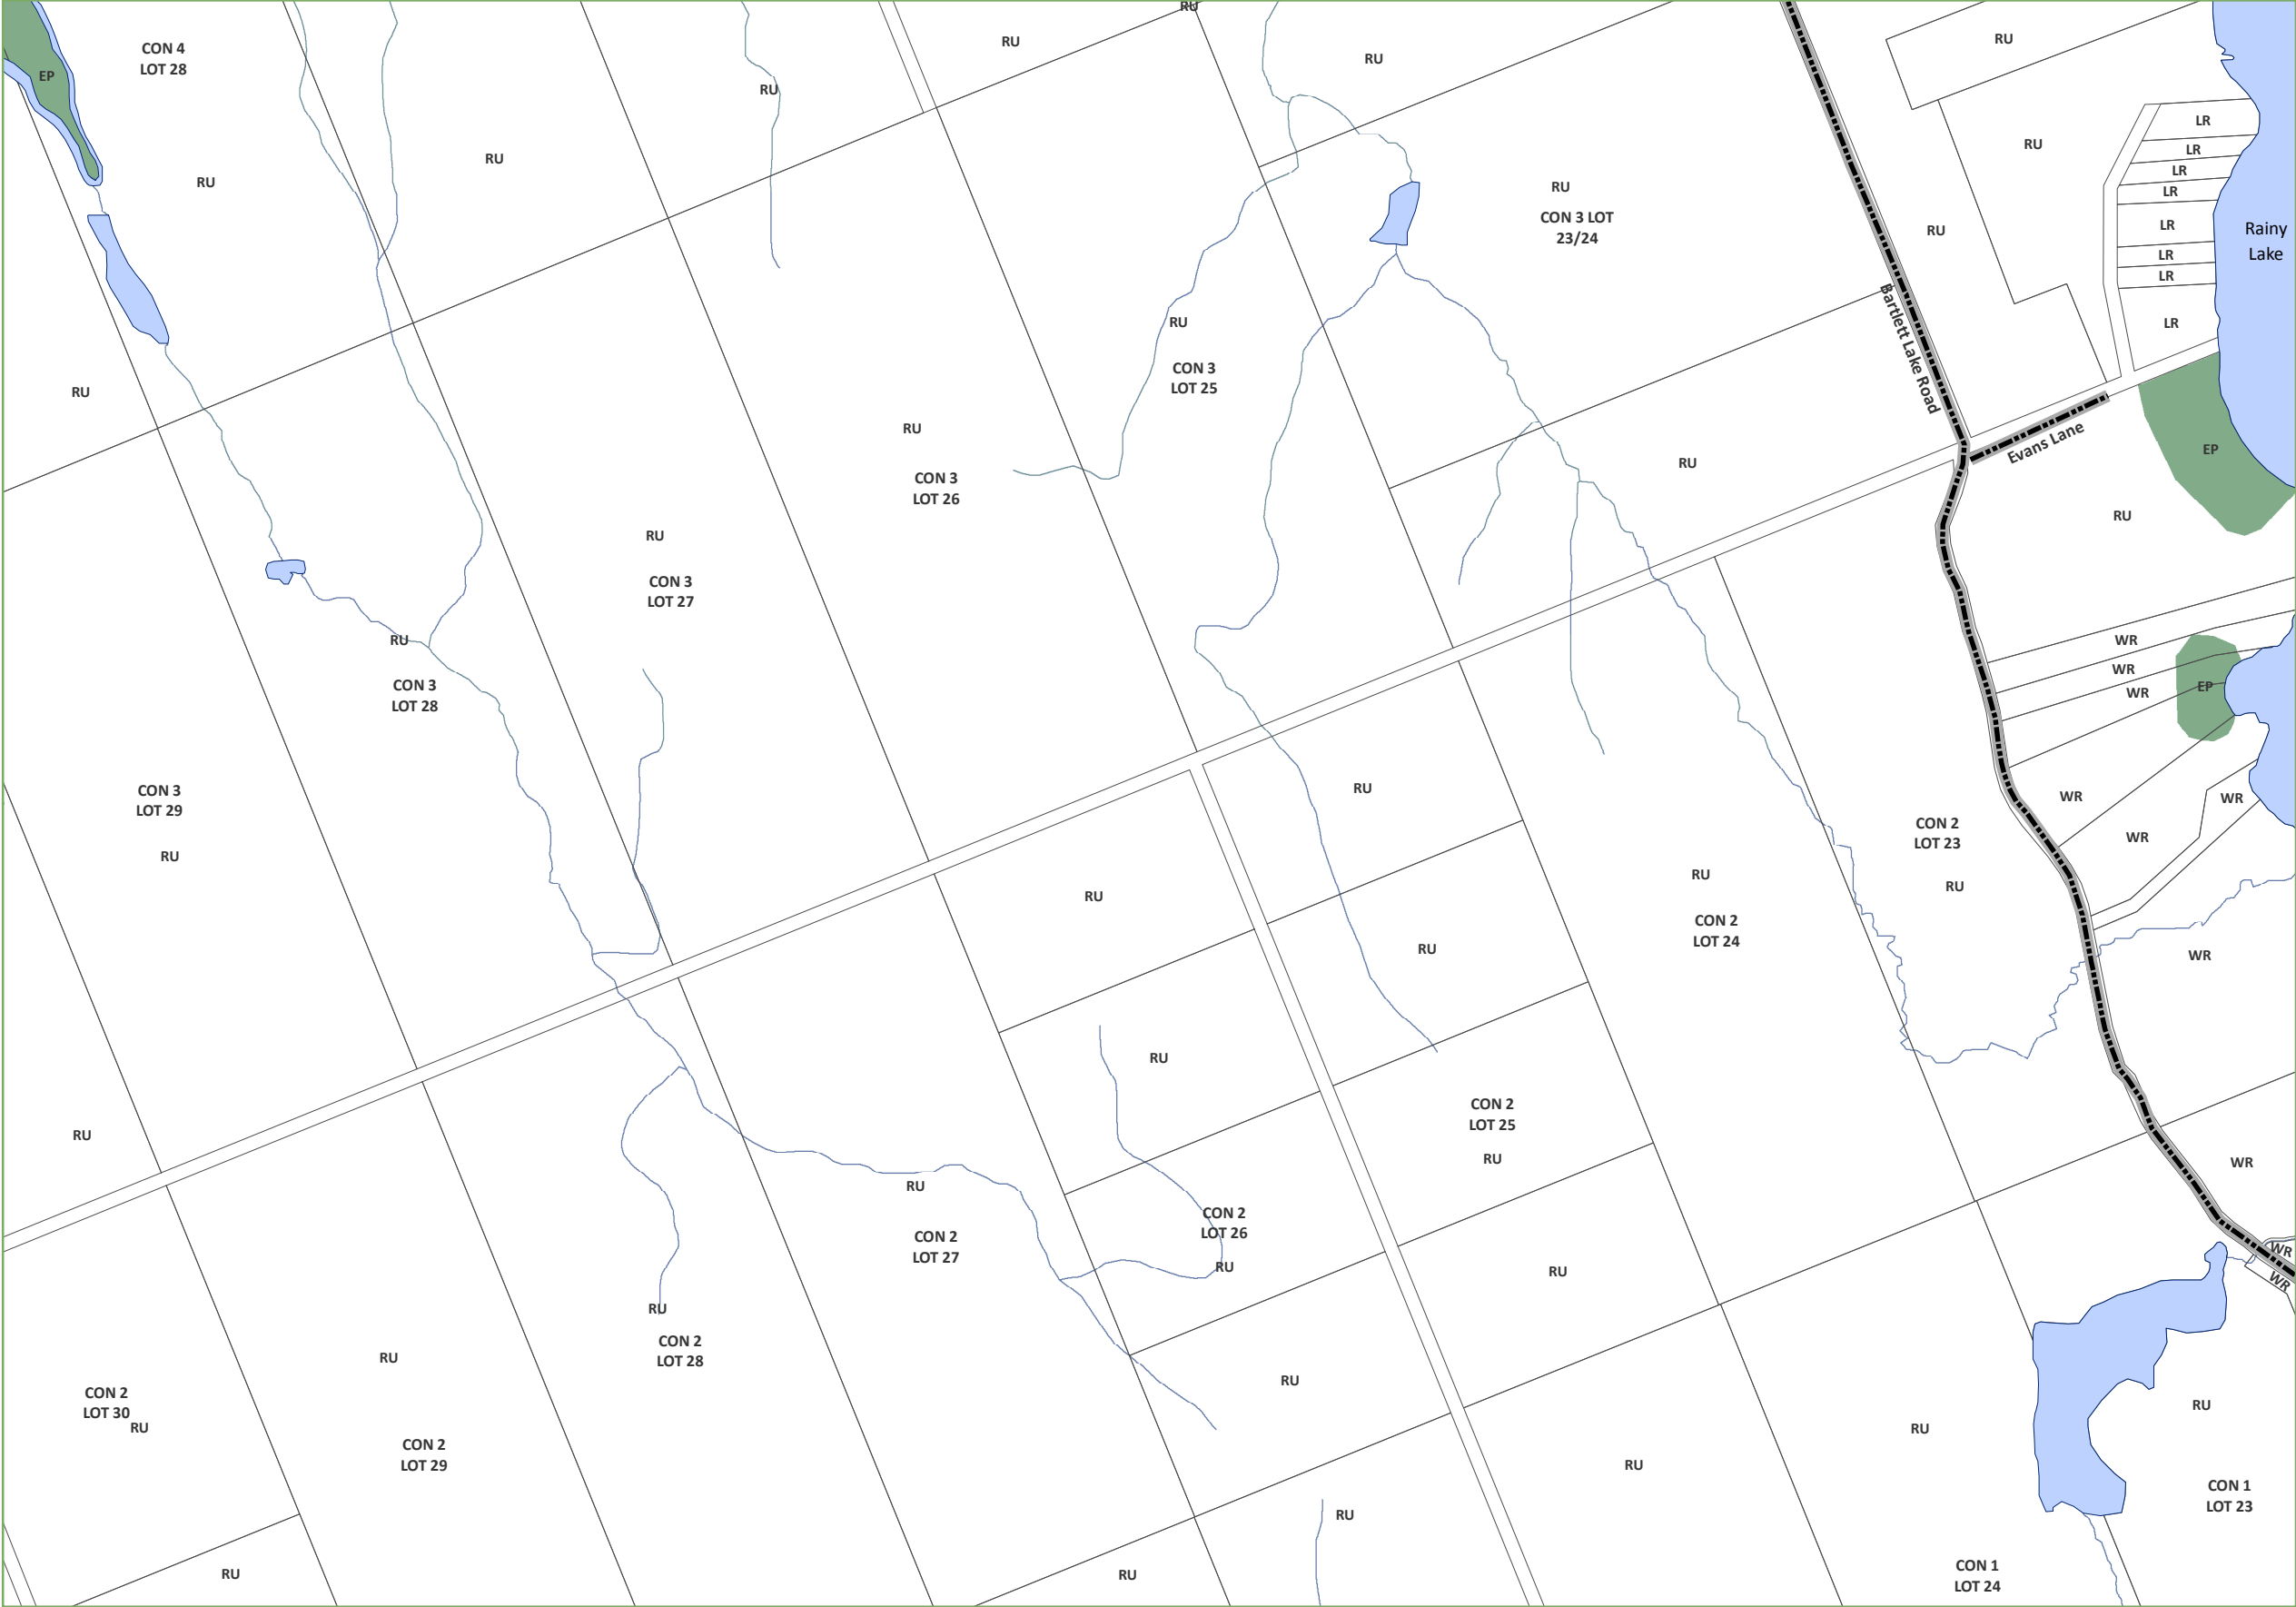 RU
RU
RU
CON 4
LOT 28
RU
RU
EP
RU
LR
RU
LR
RU
LR
RU
RU
CON 3 LOT
23/24
LR
LR
RU
Rainy
Lake
LR
LR
RU
LR
Bartlett Lake Road
CON 3
LOT 25
RU
RU
Evans Lane
EP
RU
CON 3
LOT 26
RU
RU
CON 3
LOT 27
RU
WR
WR
EP
WR
CON 3
LOT 28
RU
CON 3
LOT 29
WR
WR
CON 2
LOT 23
WR
RU
RU
RU
RU
CON 2
LOT 24
RU
WR
RU
CON 2
LOT 25
RU
RU
WR
RU
CON 2
LOT 26
CON 2
LOT 27
WR
RU
RU
WR
RU
CON 2
LOT 28
RU
RU
CON 2
LOT 30
RU
RU
RU
CON 2
LOT 29
RU
CON 1
LOT 23
RU
RU
RU
CON 1
LOT 24